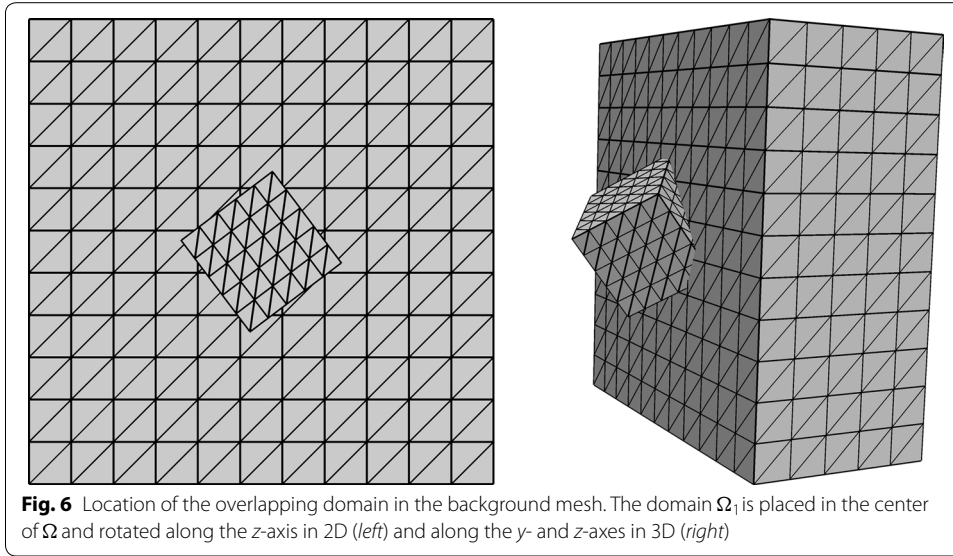 Fig. 6 Location of the overlapping domain in the background mesh. The domain Ω₁ is placed in the center
of Ω and rotated along the z-axis in 2D (left) and along the y- and z-axes in 3D (right)